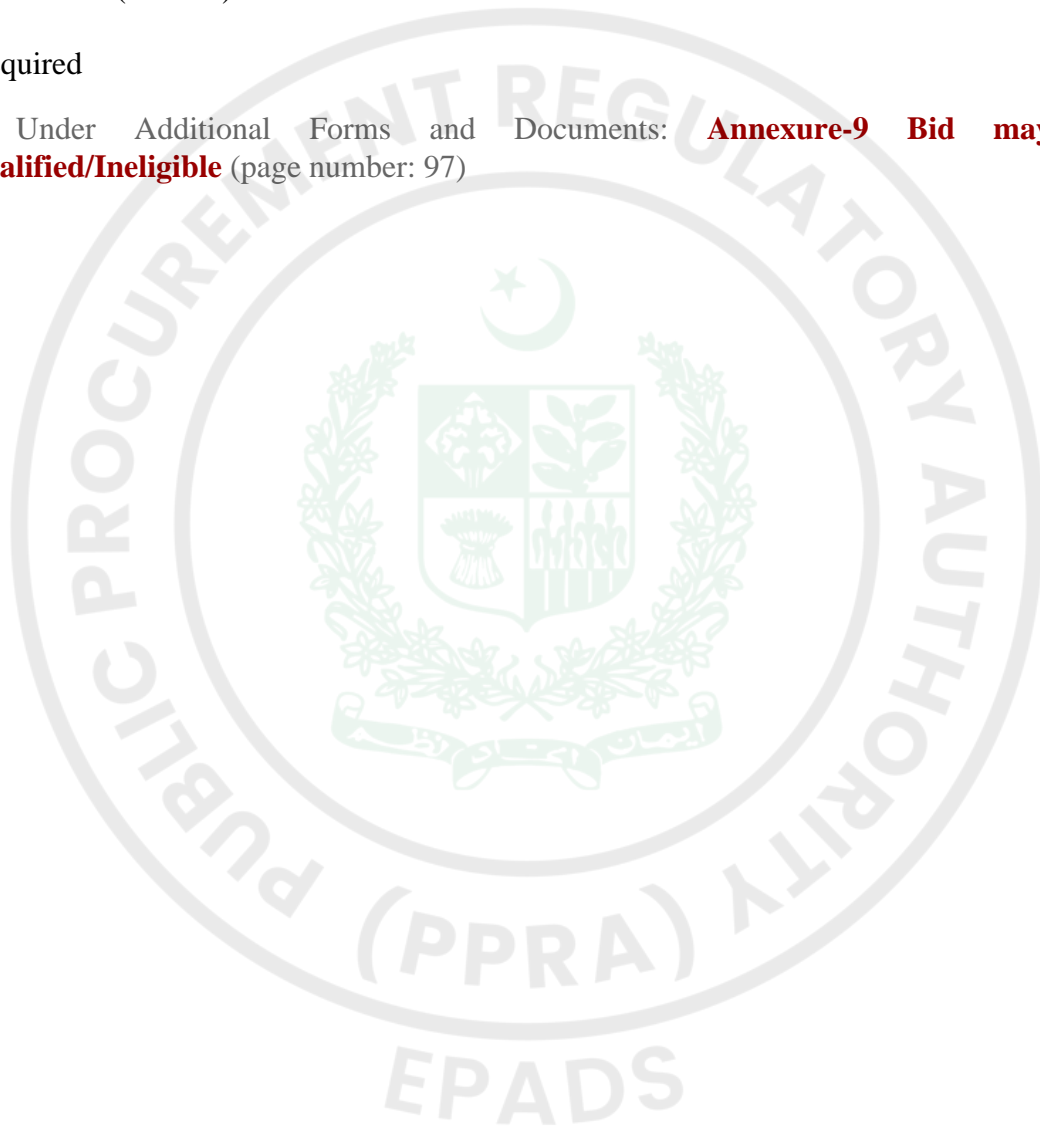 quired
Under Additional Forms and Documents: Annexure-9 Bid may
alified/Ineligible (page number: 97)
PUBLIC PROCUREMENT REGULATORY AUTHORITY
(PPRA)
EPADS